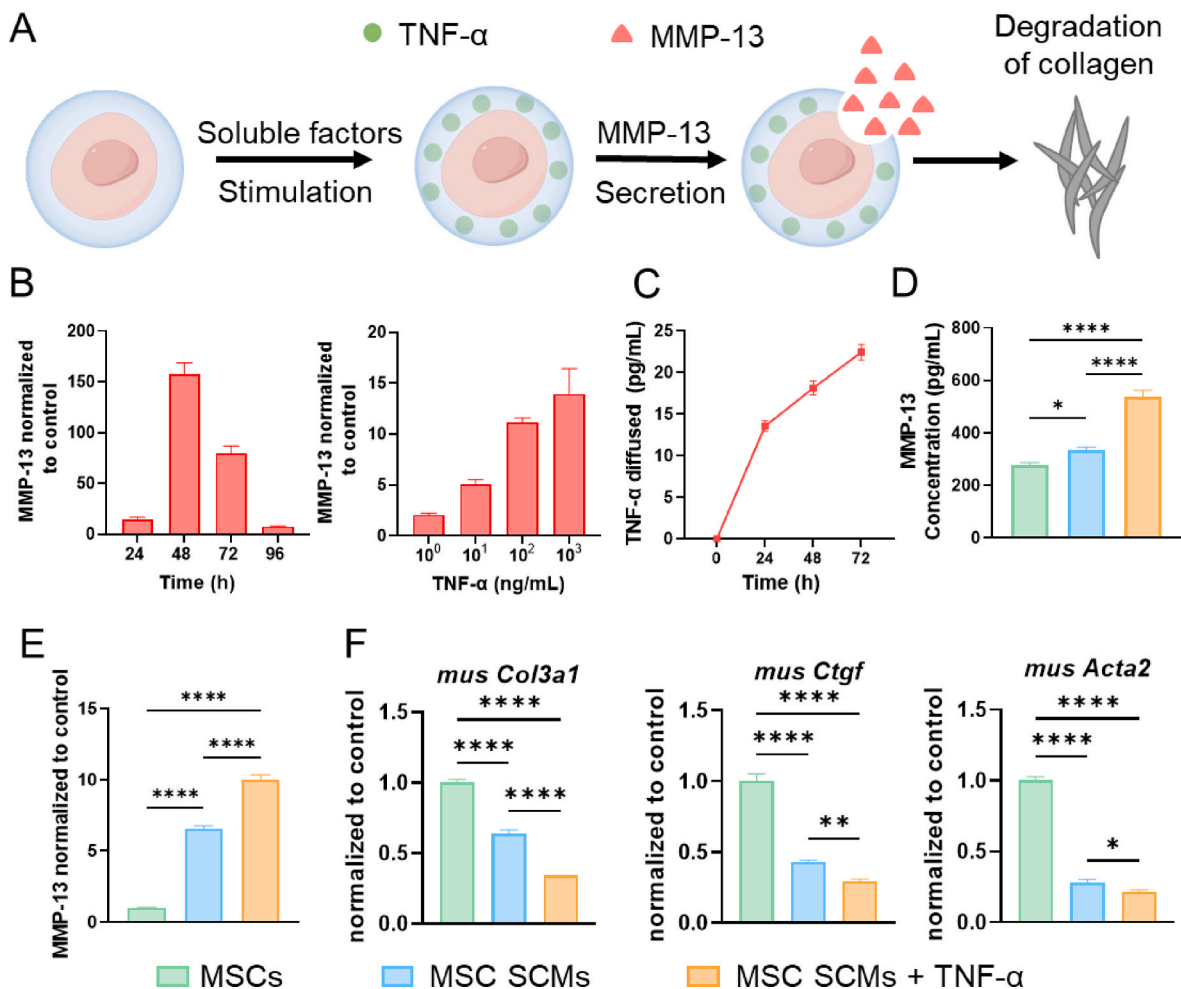 A
TNF-α
MMP-13
Degradation
of collagen
Soluble factors
Stimulation
MMP-13
Secretion
B
MMP-13 normalized
to control
200
150
100
50
0
24 48 72 96
Time (h)
MMP-13 normalized
to control
20
15
10
5
0
10⁰ 10¹ 10² 10³
TNF-α (ng/mL)
C
TNF-α diffused (pg/mL)
25
20
15
10
5
0
0 24 48 72
Time (h)
D
MMP-13
Concentration (pg/mL)
800
600
400
200
0
****
****
*
E
MMP-13 normalized to control
15
10
5
0
****
****
****
F
mus Col3a1
normalized to control
1.5
1.0
0.5
0.0
****
****
****
mus Ctgf
normalized to control
1.5
1.0
0.5
0.0
****
****
**
mus Acta2
normalized to control
1.5
1.0
0.5
0.0
****
****
*
MSCs
MSC SCMs
MSC SCMs + TNF-α